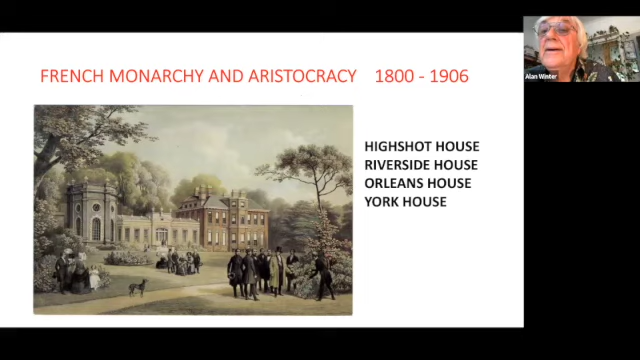 FRENCH MONARCHY AND ARISTOCRACY 1800 - 1906
HIGHSHOT HOUSE
RIVERSIDE HOUSE
ORLEANS HOUSE
YORK HOUSE
Alan Winter